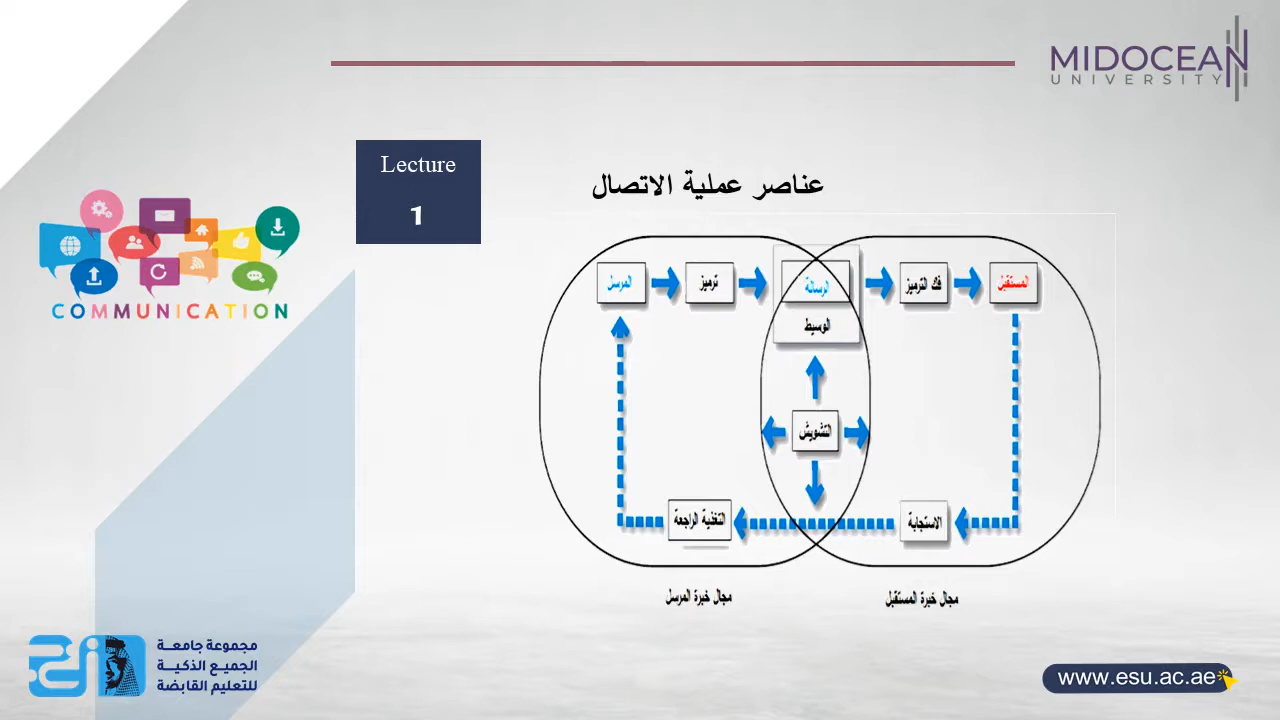 MIDOCEAN
UNIVERSITY
Lecture
1
عناصر عملية الاتصال
COMMUNICATION
المرسل
ترميز
الرسالة
الوسيط
فك الترميز
المستقبل
التشويش
التغذية الراجعة
الاستجابة
مجال خبرة المرسل
مجال خبرة المستقبل
مجموعة جامعة
الجميع الذكية
للتعليم القابضة
www.esu.ac.ae